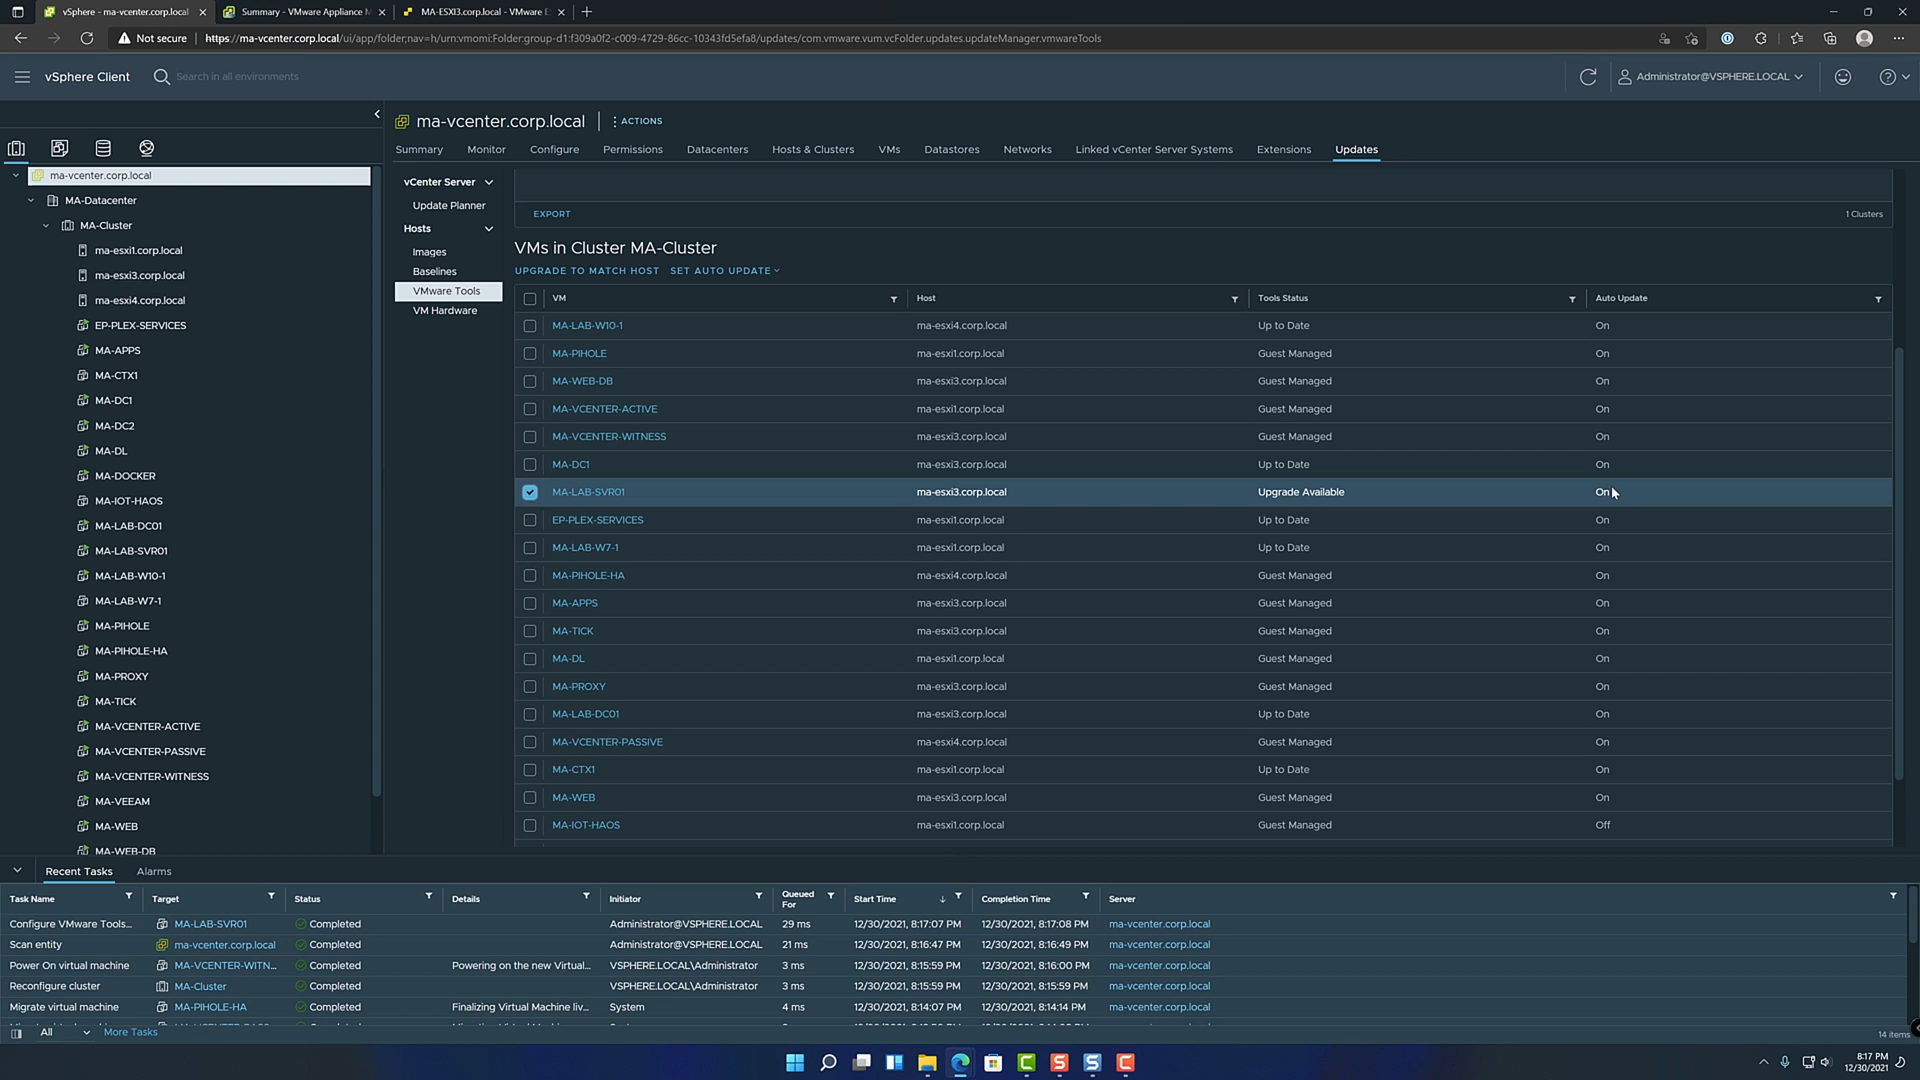 vSphere - ma-vcenter.corp.local
Summary - VMware Appliance M
MA-ESXI3.corp.local - VMware E
Not secure
https://ma-vcenter.corp.local/ui/app/folder;nav=h/urn:vmomi:Folder:group-d1:f309a0f2-c009-4729-86cc-10343fd5efa8/updates/com.vmware.vum.vcFolder.updates.updateManager.vmwareTools
vSphere Client
Search in all environments
Administrator@VSPHERE.LOCAL
ma-vcenter.corp.local
ACTIONS
Summary
Monitor
Configure
Permissions
Datacenters
Hosts & Clusters
VMs
Datastores
Networks
Linked vCenter Server Systems
Extensions
Updates
ma-vcenter.corp.local
MA-Datacenter
MA-Cluster
ma-esxi1.corp.local
ma-esxi3.corp.local
ma-esxi4.corp.local
EP-PLEX-SERVICES
MA-APPS
MA-CTX1
MA-DC1
MA-DC2
MA-DL
MA-DOCKER
MA-IOT-HAOS
MA-LAB-DC01
MA-LAB-SVR01
MA-LAB-W10-1
MA-LAB-W7-1
MA-PIHOLE
MA-PIHOLE-HA
MA-PROXY
MA-TICK
MA-VCENTER-ACTIVE
MA-VCENTER-PASSIVE
MA-VCENTER-WITNESS
MA-VEEAM
MA-WEB
MA-WEB-DB
vCenter Server
Update Planner
Hosts
Images
Baselines
VMware Tools
VM Hardware
EXPORT
1 Clusters
VMs in Cluster MA-Cluster
UPGRADE TO MATCH HOST SET AUTO UPDATE
VM Host Tools Status Auto Update
MA-LAB-W10-1 ma-esxi4.corp.local Up to Date On
MA-PIHOLE ma-esxi1.corp.local Guest Managed On
MA-WEB-DB ma-esxi3.corp.local Guest Managed On
MA-VCENTER-ACTIVE ma-esxi1.corp.local Guest Managed On
MA-VCENTER-WITNESS ma-esxi3.corp.local Guest Managed On
MA-DC1 ma-esxi3.corp.local Up to Date On
MA-LAB-SVR01 ma-esxi3.corp.local Upgrade Available On
EP-PLEX-SERVICES ma-esxi1.corp.local Up to Date On
MA-LAB-W7-1 ma-esxi1.corp.local Up to Date On
MA-PIHOLE-HA ma-esxi4.corp.local Guest Managed On
MA-APPS ma-esxi3.corp.local Guest Managed On
MA-TICK ma-esxi3.corp.local Guest Managed On
MA-DL ma-esxi1.corp.local Guest Managed On
MA-PROXY ma-esxi3.corp.local Guest Managed On
MA-LAB-DC01 ma-esxi3.corp.local Up to Date On
MA-VCENTER-PASSIVE ma-esxi4.corp.local Guest Managed On
MA-CTX1 ma-esxi1.corp.local Up to Date On
MA-WEB ma-esxi3.corp.local Guest Managed On
MA-IOT-HAOS ma-esxi1.corp.local Guest Managed Off
Recent Tasks Alarms
Task Name Target Status Details Initiator Queued For Start Time Completion Time Server
Configure VMware Tools... MA-LAB-SVR01 Completed Administrator@VSPHERE.LOCAL 29 ms 12/30/2021, 8:17:07 PM 12/30/2021, 8:17:08 PM ma-vcenter.corp.local
Scan entity ma-vcenter.corp.local Completed Administrator@VSPHERE.LOCAL 21 ms 12/30/2021, 8:16:47 PM 12/30/2021, 8:16:49 PM ma-vcenter.corp.local
Power On virtual machine MA-VCENTER-WITN... Completed Powering on the new Virtual... VSPHERE.LOCAL\Administrator 3 ms 12/30/2021, 8:15:59 PM 12/30/2021, 8:16:00 PM ma-vcenter.corp.local
Reconfigure cluster MA-Cluster Completed VSPHERE.LOCAL\Administrator 3 ms 12/30/2021, 8:15:59 PM 12/30/2021, 8:15:59 PM ma-vcenter.corp.local
Migrate virtual machine MA-PIHOLE-HA Completed Finalizing Virtual Machine liv... System 4 ms 12/30/2021, 8:14:07 PM 12/30/2021, 8:14:14 PM ma-vcenter.corp.local
All More Tasks
14 items
8:17 PM
12/30/2021